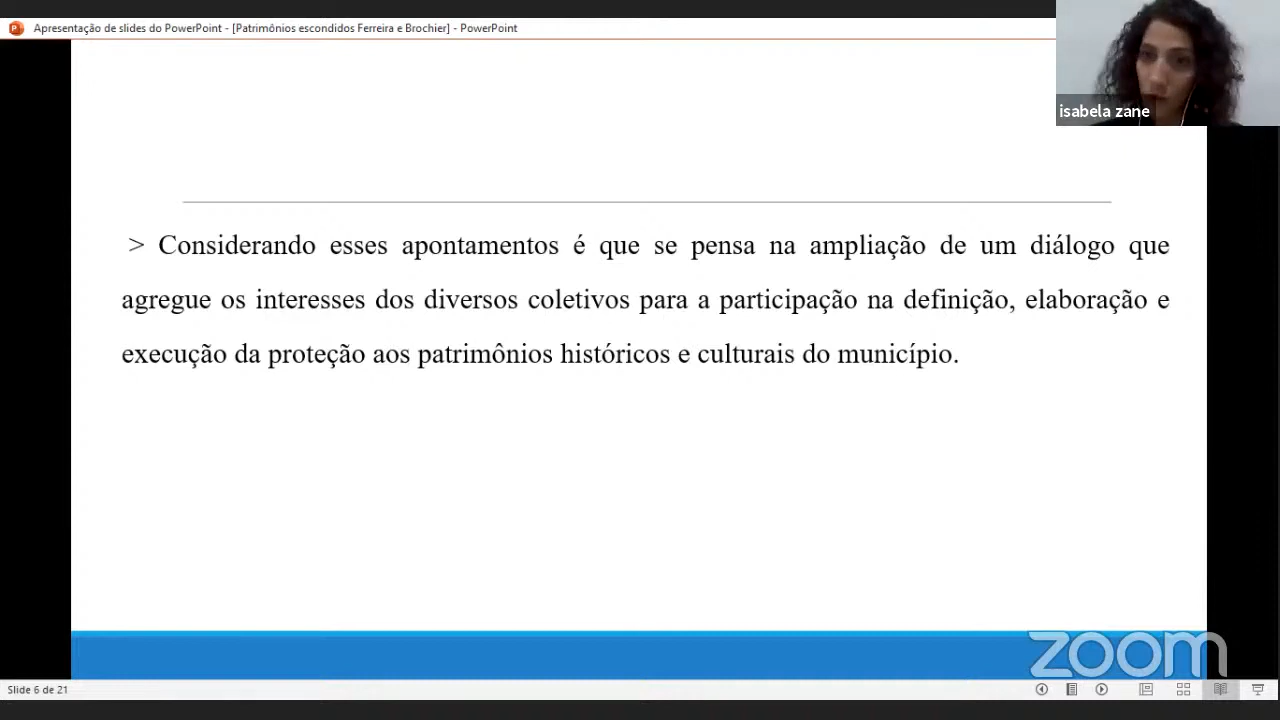 Apresentação de slides do PowerPoint - [Patrimônios escondidos Ferreira e Brochier] - PowerPoint
isabela zane
> Considerando esses apontamentos é que se pensa na ampliação de um diálogo que
agregue os interesses dos diversos coletivos para a participação na definição, elaboração e
execução da proteção aos patrimônios históricos e culturais do município.
zoom
Slide 6 de 21